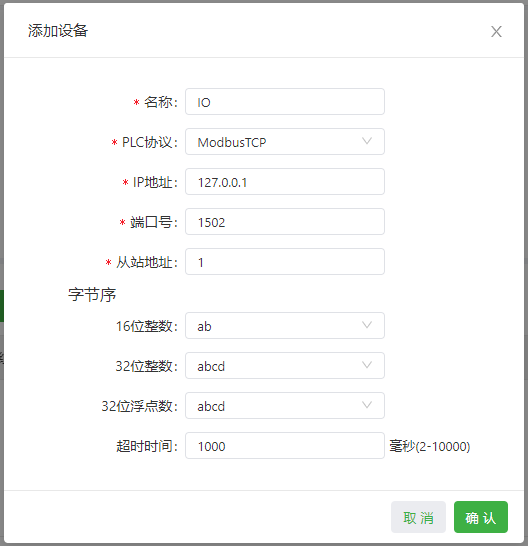 添加设备
* 名称: IO
* PLC协议: ModbusTCP
* IP地址: 127.0.0.1
* 端口号: 1502
* 从站地址: 1
字节序
16位整数: ab
32位整数: abcd
32位浮点数: abcd
超时时间: 1000 毫秒(2-10000)
取 消 确 认